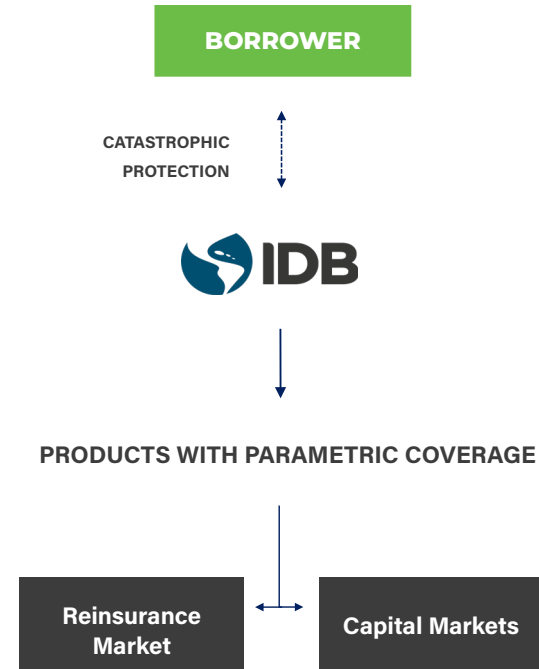 BORROWER
CATASTROPHIC
PROTECTION
IDB
PRODUCTS WITH PARAMETRIC COVERAGE
Reinsurance
Market
Capital Markets